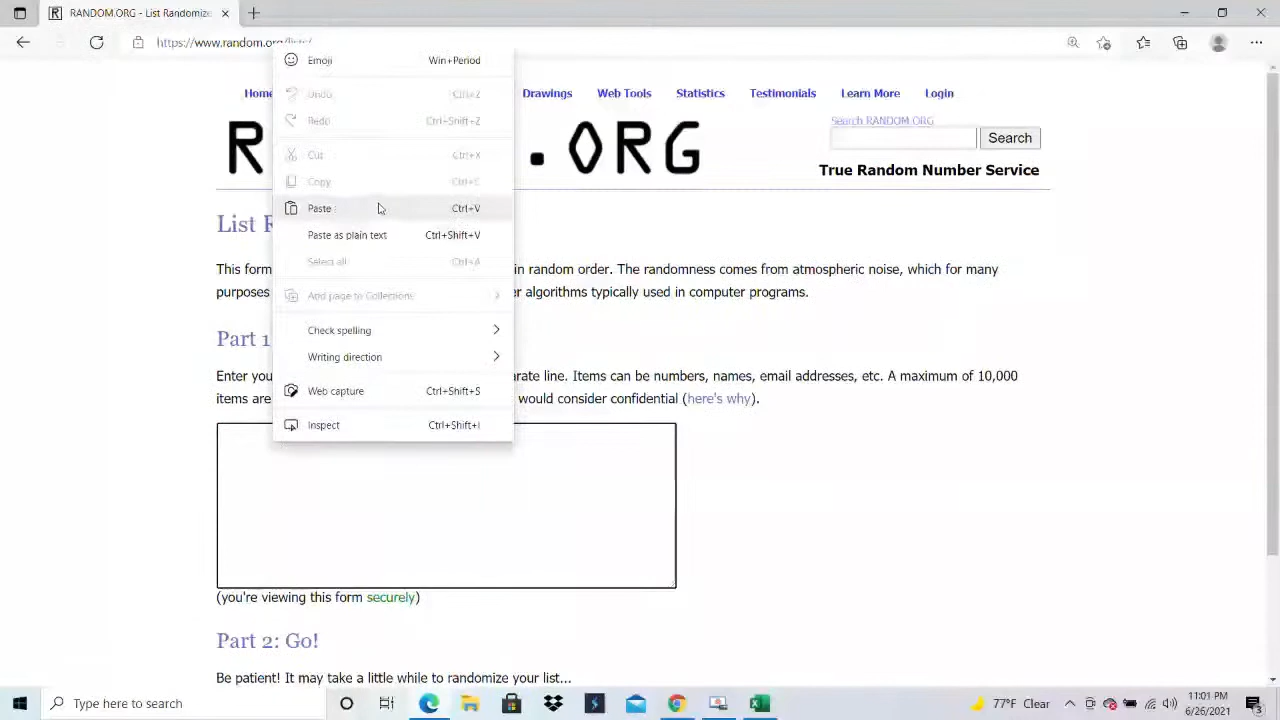 RANDOM.ORG - List Randomize
https://www.random.org/lists/
Emoji Win+Period
Undo Ctrl+Z
Redo Ctrl+Shift+Z
Cut Ctrl+X
Copy Ctrl+C
Paste Ctrl+V
Paste as plain text Ctrl+Shift+V
Select all Ctrl+A
Add page to Collections
Check spelling
Writing direction
Web capture Ctrl+Shift+S
Inspect Ctrl+Shift+I
Home Drawings Web Tools Statistics Testimonials Learn More Login
R .ORG
Search RANDOM.ORG
Search
True Random Number Service
List R
This form in random order. The randomness comes from atmospheric noise, which for many
purposes algorithms typically used in computer programs.
Part 1
Enter you Items can be numbers, names, email addresses, etc. A maximum of 10,000
items are would consider confidential (here's why).
(you're viewing this form securely)
Part 2: Go!
Be patient! It may take a little while to randomize your list...
Type here to search
77°F Clear
11:01 PM
6/26/2021
3